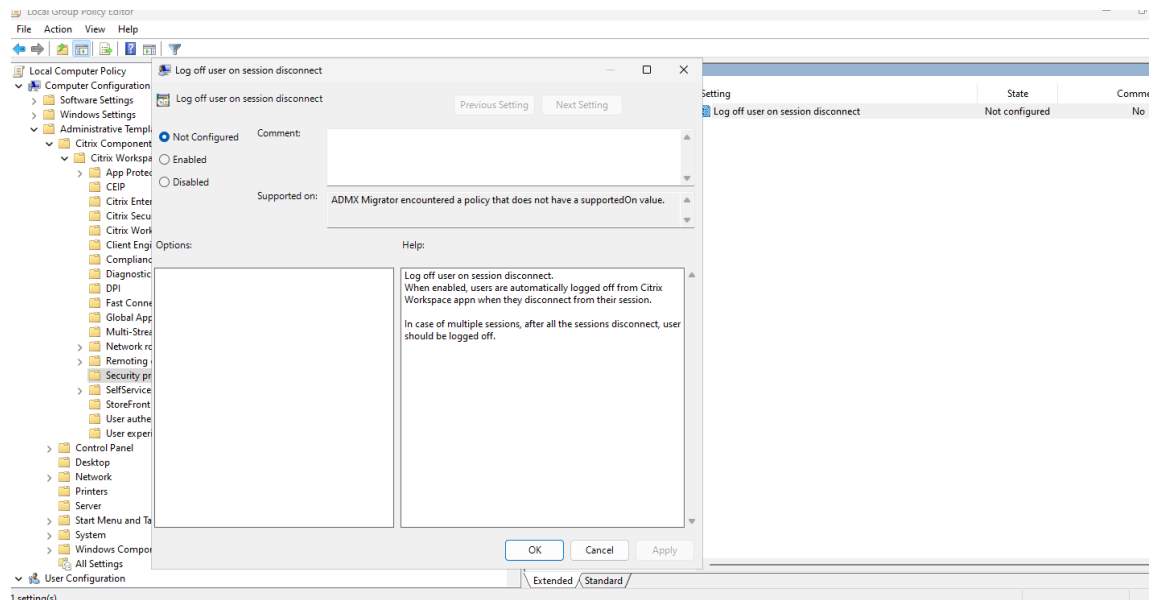 Local Group Policy Editor
File Action View Help
Local Computer Policy
Computer Configuration
Software Settings
Windows Settings
Administrative Templ
Citrix Component
Citrix Workspa
App Protec
CEIP
Citrix Enter
Citrix Secu
Citrix Work
Client Engi
Complianc
Diagnostic
DPI
Fast Conne
Global App
Multi-Strea
Network ro
Remoting
Security pr
SelfService
StoreFront
User authe
User experi
Control Panel
Desktop
Network
Printers
Server
Start Menu and Ta
System
Windows Compor
All Settings
User Configuration
1 setting(s)
Log off user on session disconnect
Log off user on session disconnect
Previous Setting Next Setting
Not Configured
Enabled
Disabled
Comment:
Supported on:
ADMX Migrator encountered a policy that does not have a supportedOn value.
Options:
Help:
Log off user on session disconnect.
When enabled, users are automatically logged off from Citrix
Workspace appn when they disconnect from their session.
In case of multiple sessions, after all the sessions disconnect, user
should be logged off.
OK Cancel Apply
Setting State Comme
Log off user on session disconnect Not configured No
Extended Standard